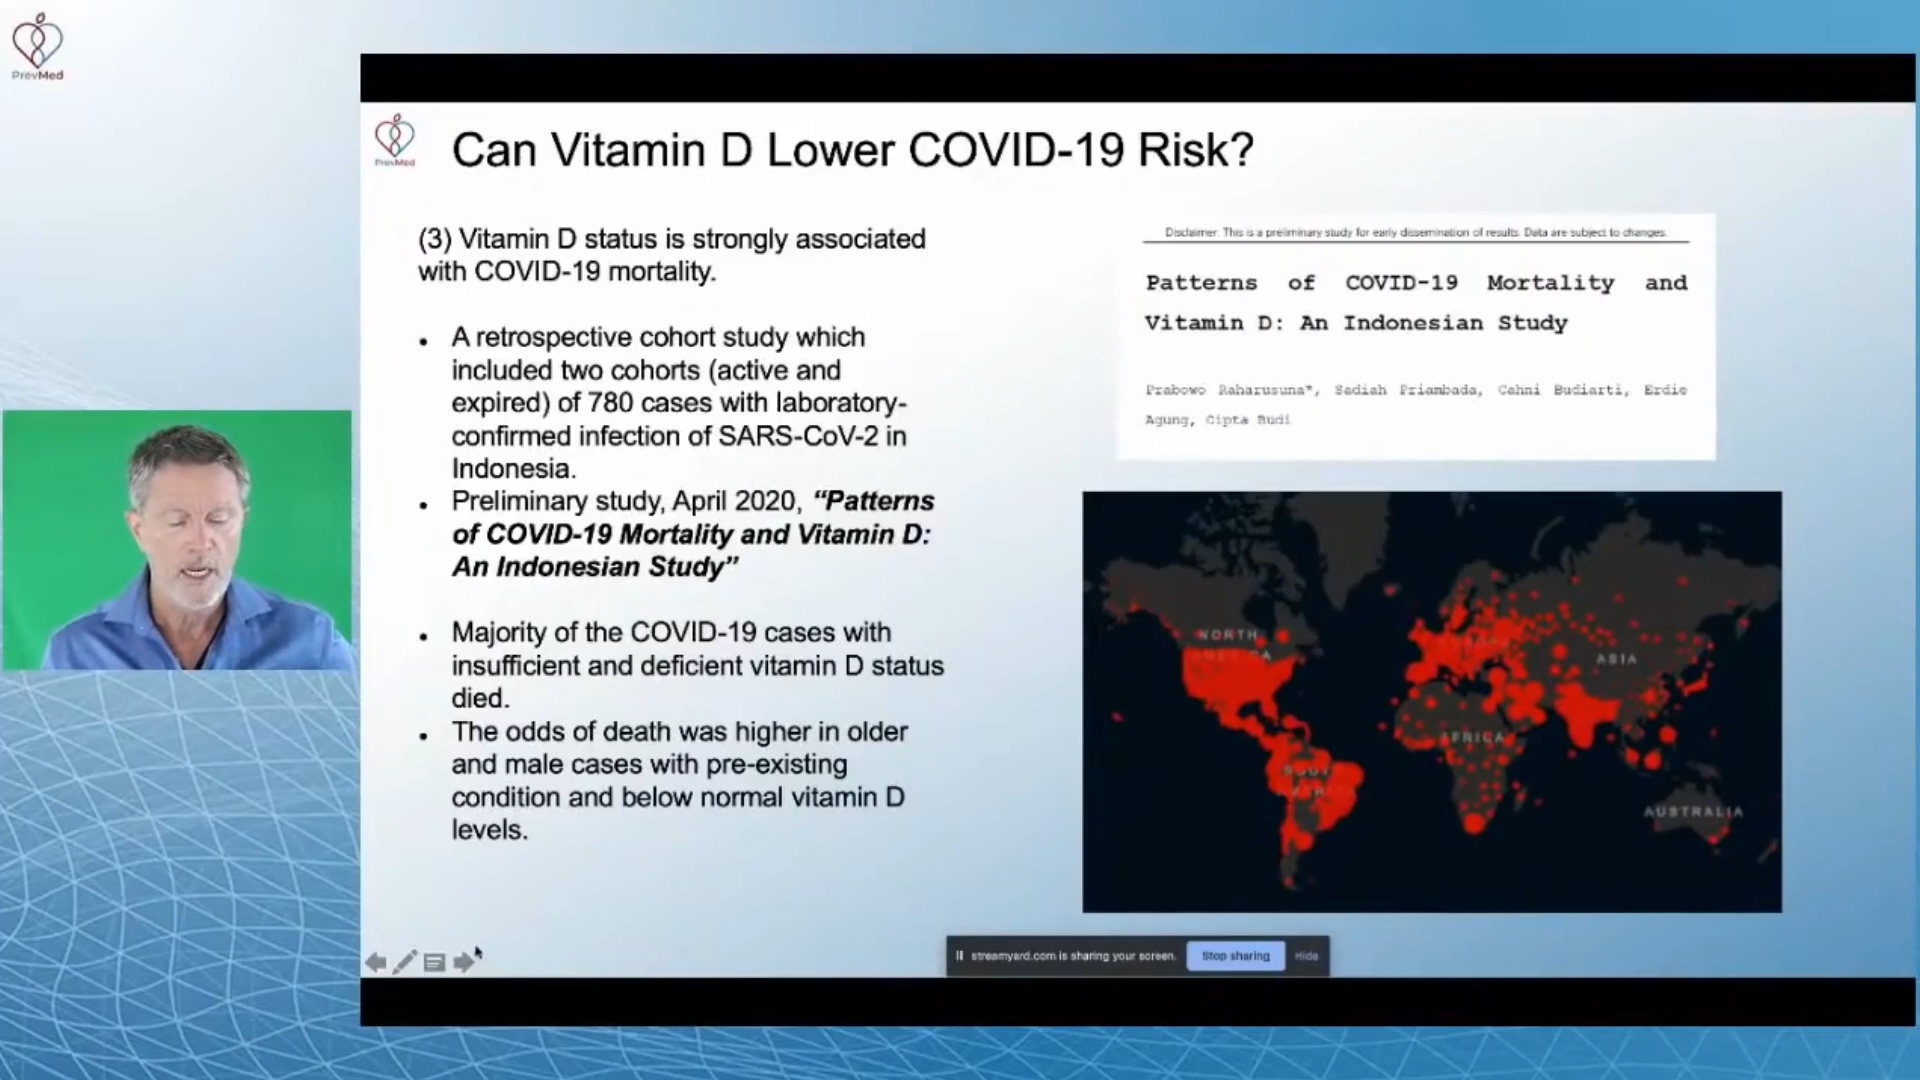 PrevMed
PrevMed
Can Vitamin D Lower COVID-19 Risk?
(3) Vitamin D status is strongly associated
with COVID-19 mortality.
• A retrospective cohort study which
included two cohorts (active and
expired) of 780 cases with laboratory-
confirmed infection of SARS-CoV-2 in
Indonesia.
• Preliminary study, April 2020, “Patterns
of COVID-19 Mortality and Vitamin D:
An Indonesian Study”
• Majority of the COVID-19 cases with
insufficient and deficient vitamin D status
died.
• The odds of death was higher in older
and male cases with pre-existing
condition and below normal vitamin D
levels.
Disclaimer: This is a preliminary study for early dissemination of results. Data are subject to changes.
Patterns of COVID-19 Mortality and
Vitamin D: An Indonesian Study
Prabowo Raharusuna*, Sadiah Priambada, Cahni Budiarti, Erdie
Agung, Cipta Budi
NORTH
ASIA
AFRICA
AUSTRALIA
streamyard.com is sharing your screen.
Stop sharing
Hide